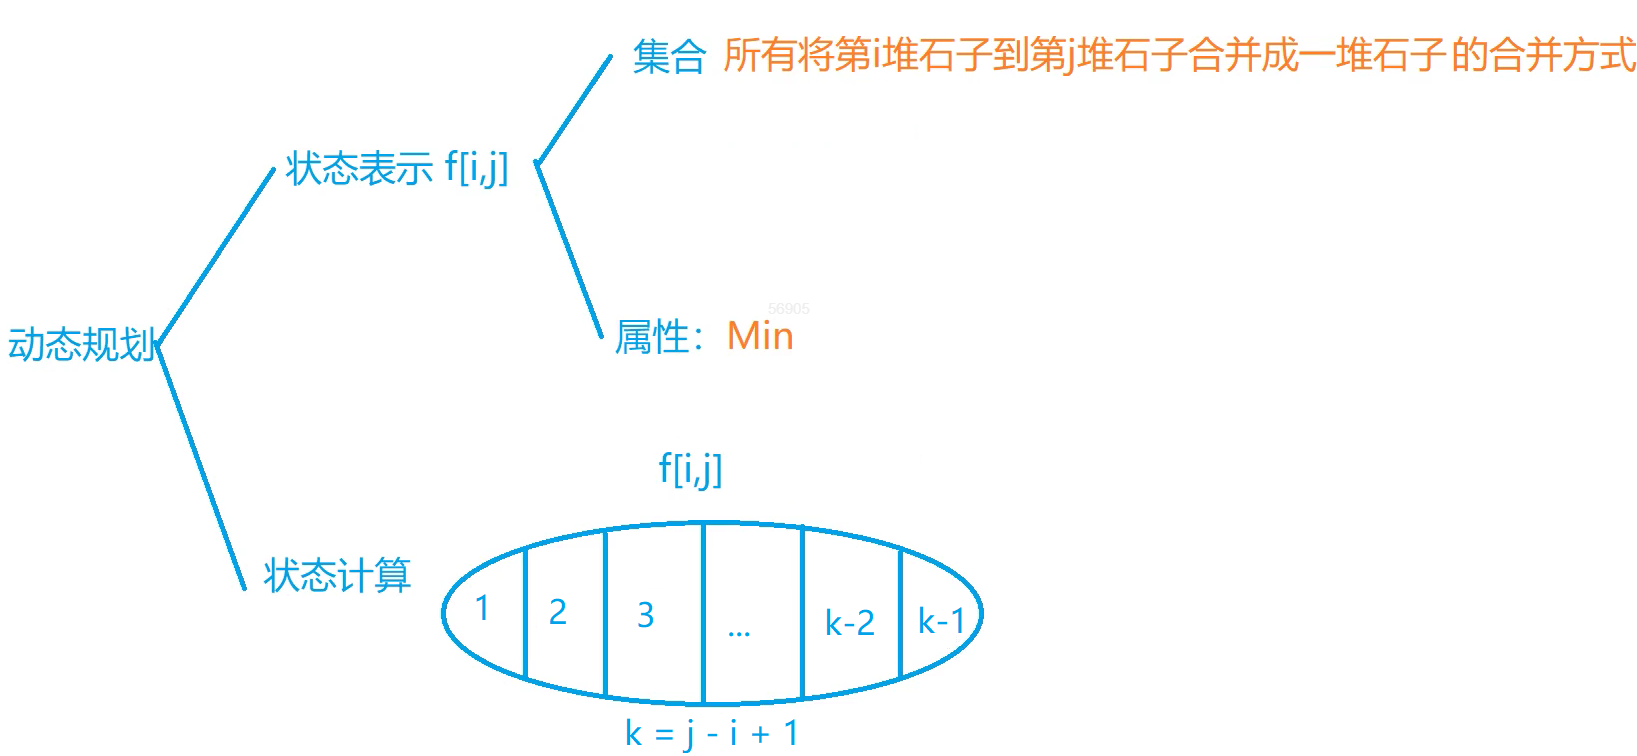 集合 所有将第i堆石子到第j堆石子合并成一堆石子的合并方式
状态表示 f[i,j]
56905
属性：Min
动态规划
f[i,j]
状态计算
1 2 3 ... k-2 k-1
k = j - i + 1